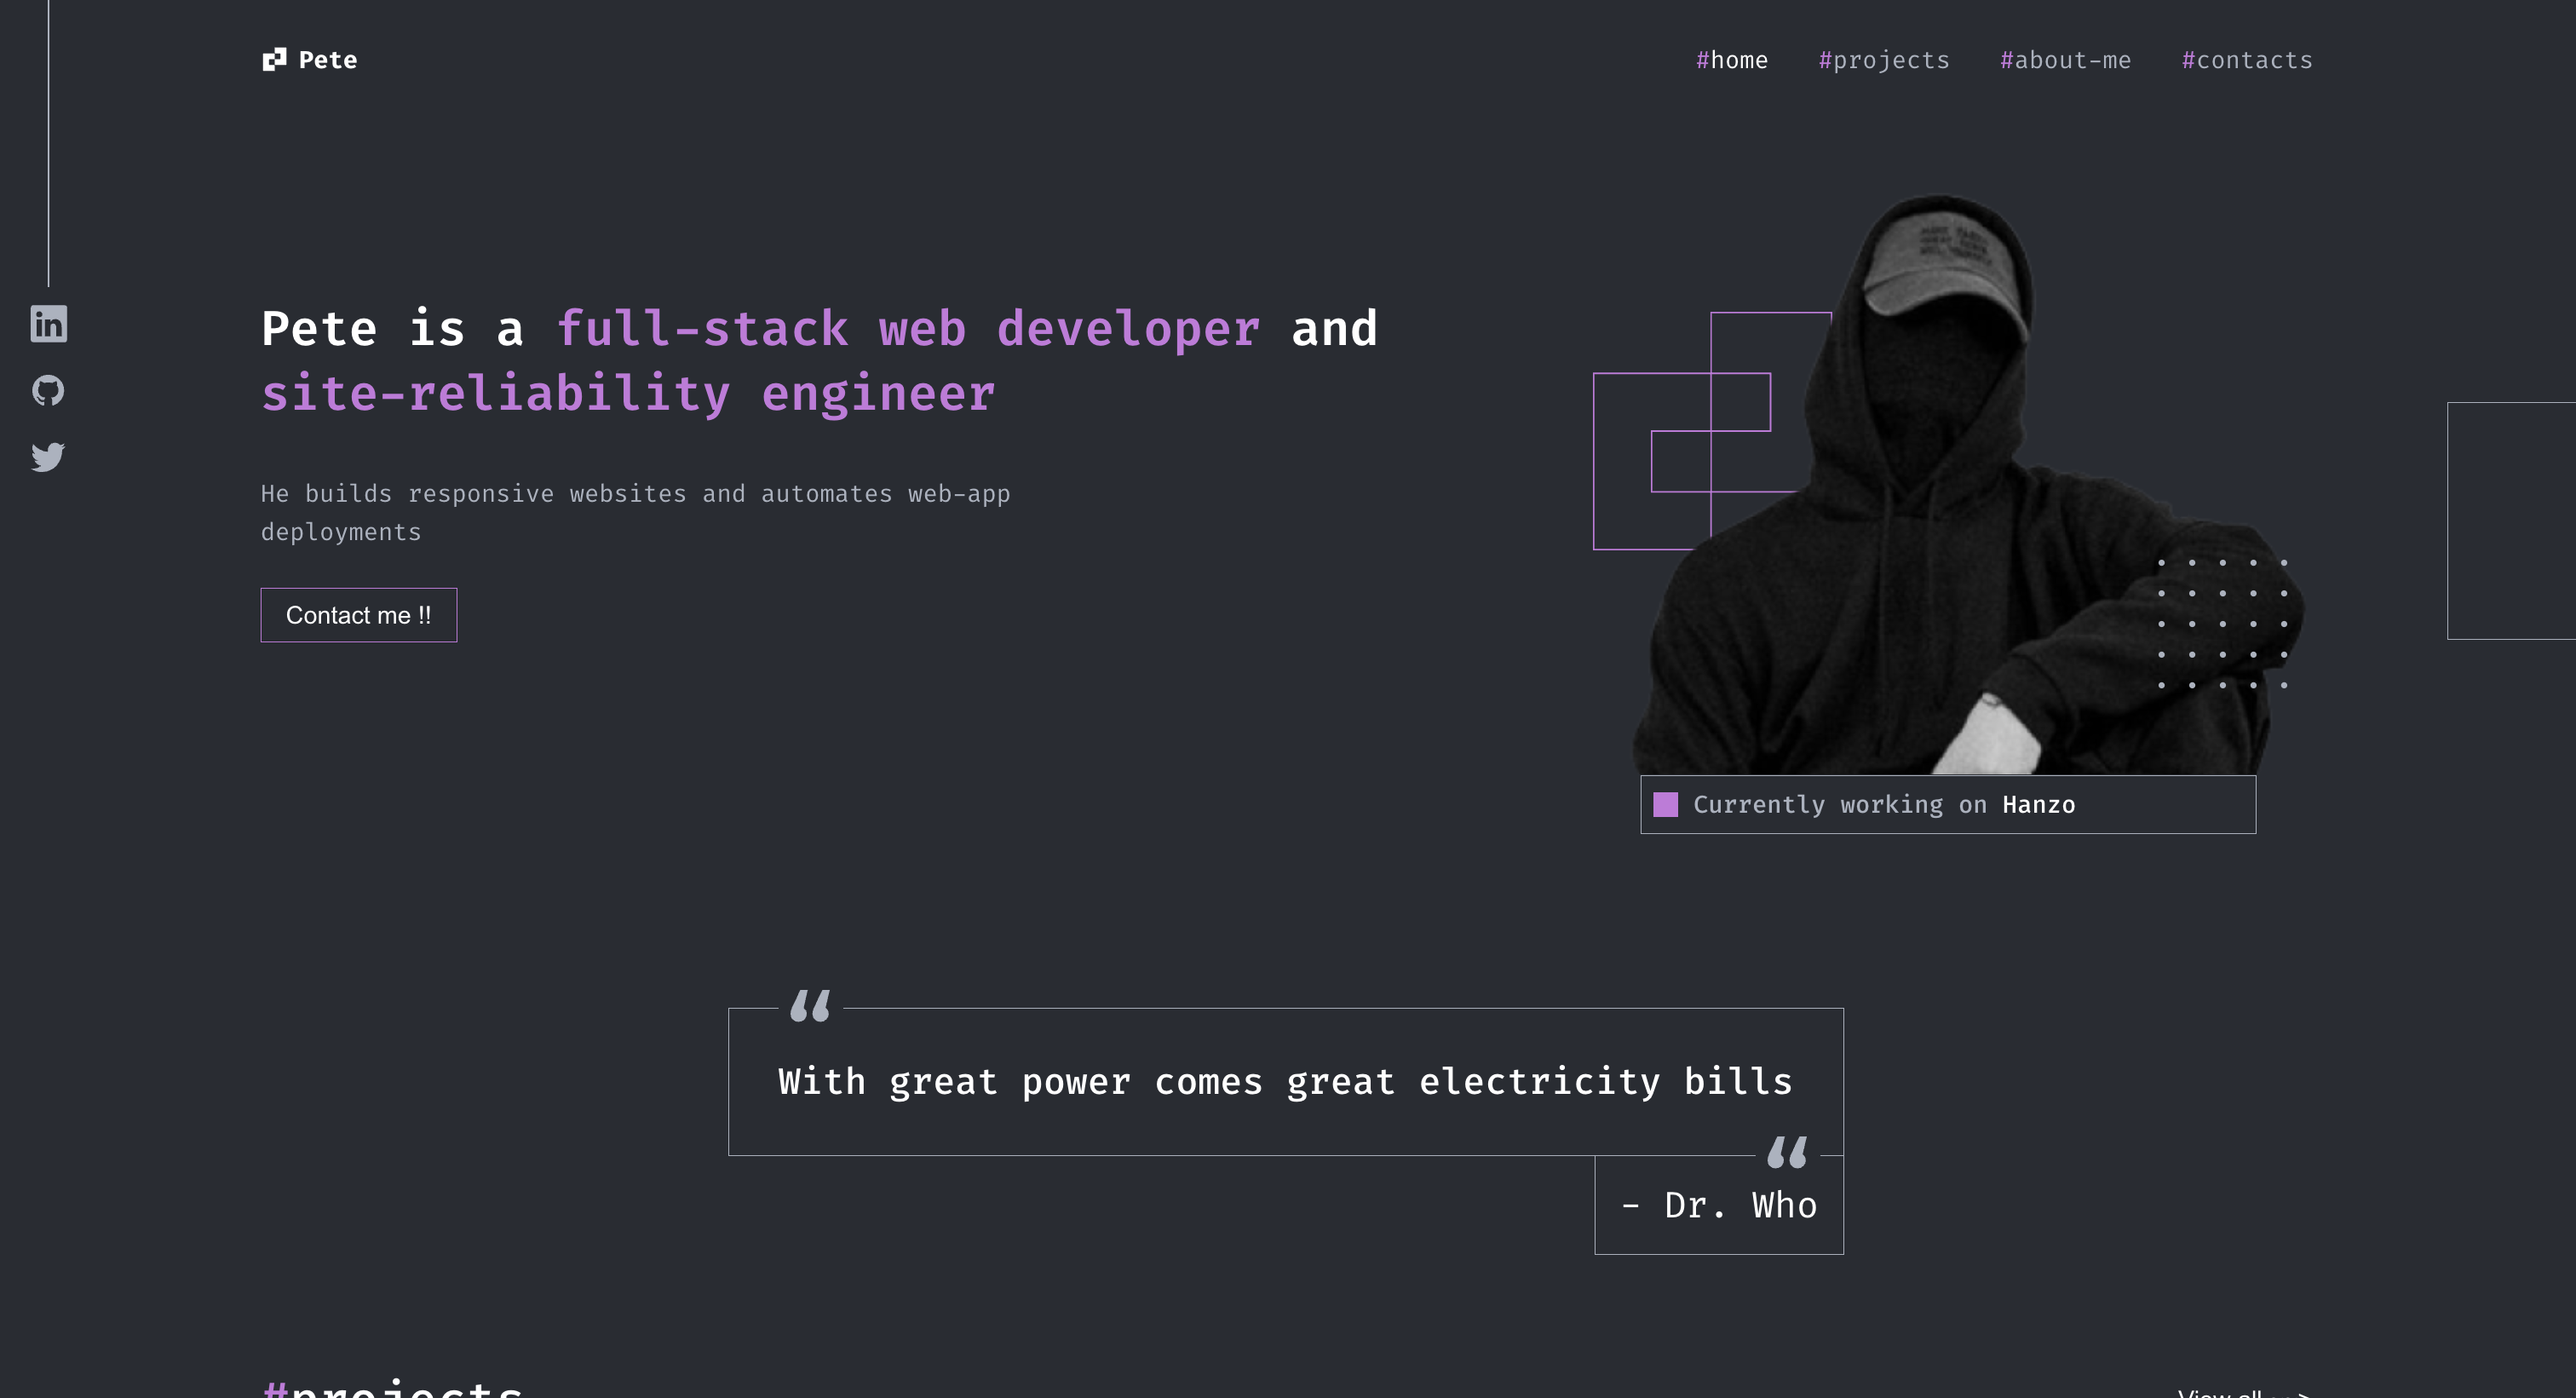 Pete
#home #projects #about-me #contacts
Pete is a full-stack web developer and
site-reliability engineer
He builds responsive websites and automates web-app
deployments
Contact me !!
Currently working on Hanzo
“
With great power comes great electricity bills
“
- Dr. Who
#projects
View all